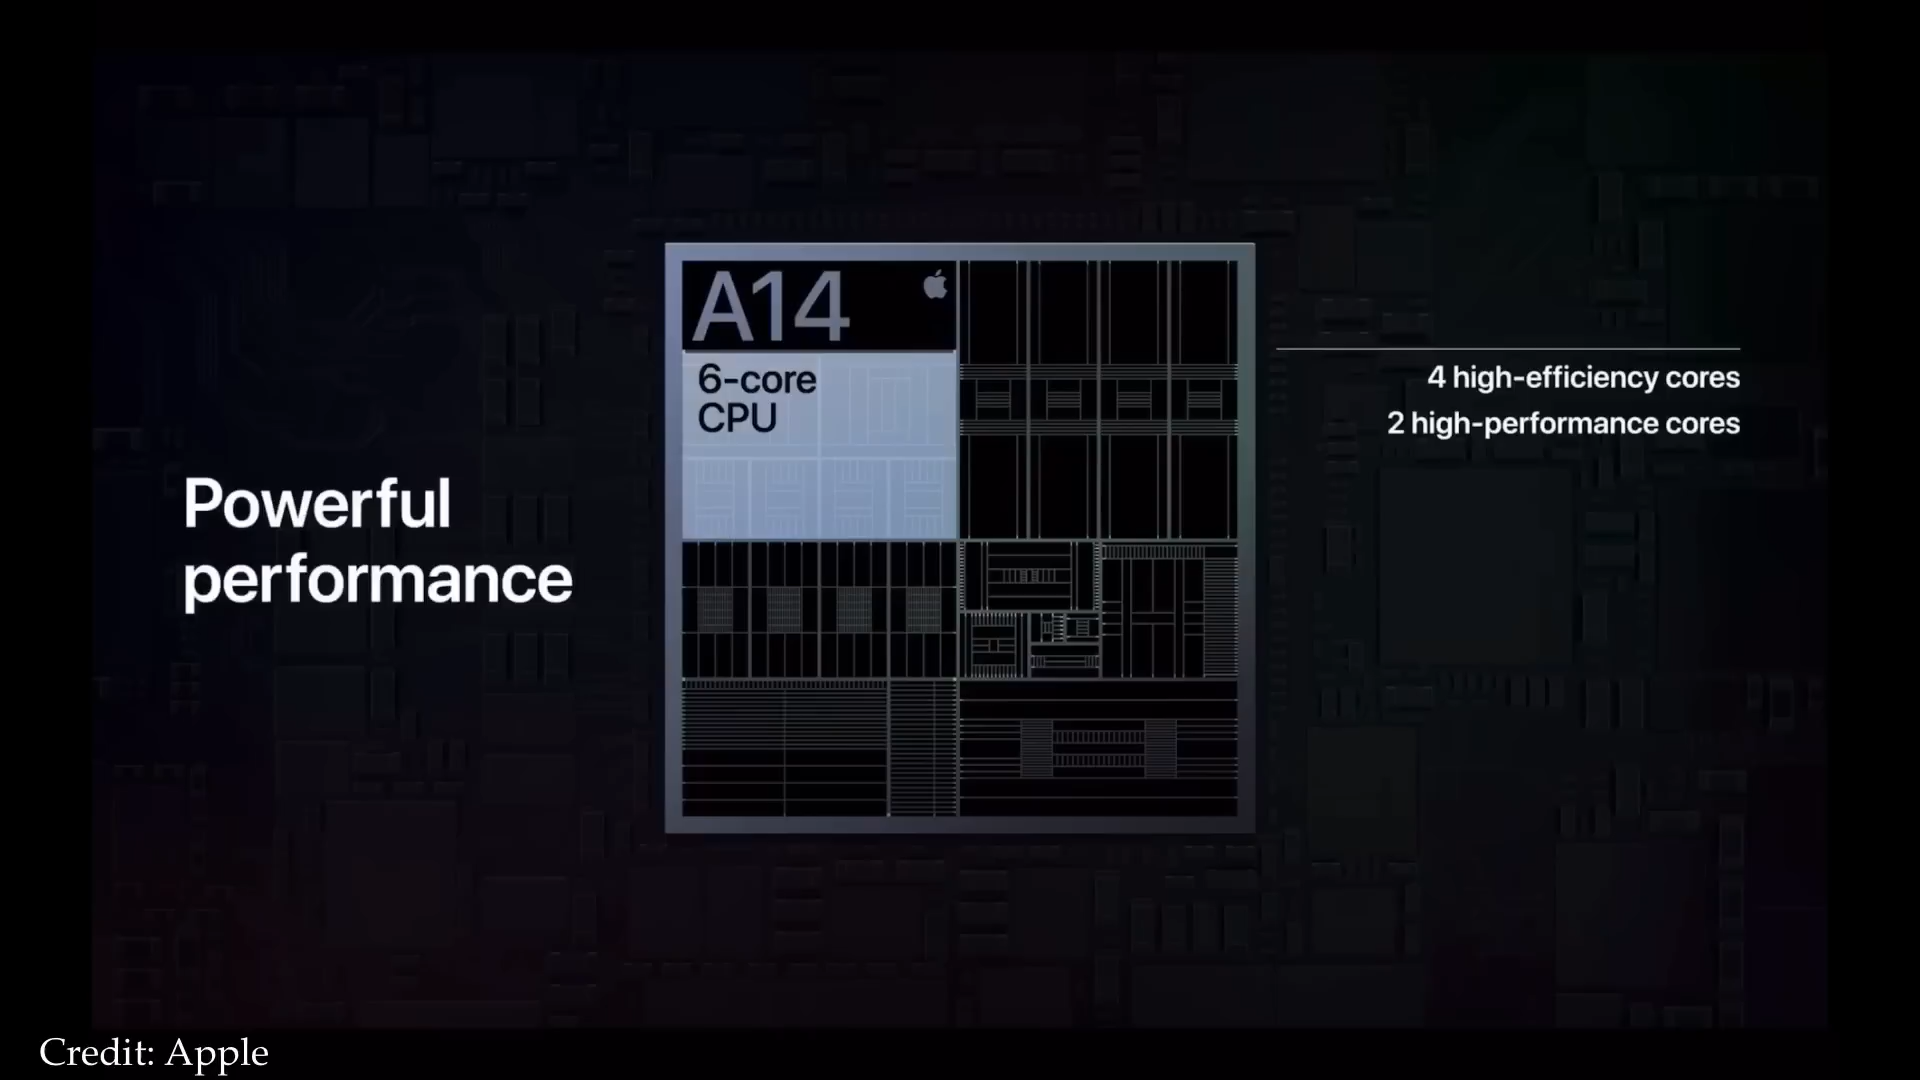 Powerful
performance
A14
6-core
CPU
4 high-efficiency cores
2 high-performance cores
Credit: Apple